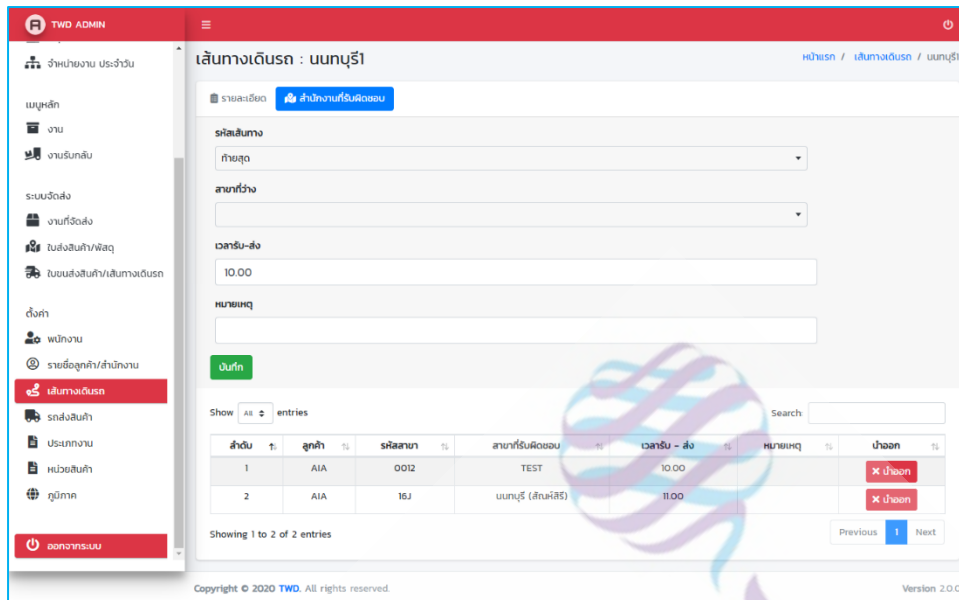 TWD ADMIN
จำหน่ายงาน ประจำวัน
เมนูหลัก
งาน
งานรับกลับ
ระบบจัดส่ง
งานที่จัดส่ง
ใบส่งสินค้า/พัสดุ
ใบขนส่งสินค้า/เส้นทางเดินรถ
ตั้งค่า
พนักงาน
รายชื่อลูกค้า/สำนักงาน
เส้นทางเดินรถ
รถส่งสินค้า
ประเภทงาน
หน่วยสินค้า
ภูมิภาค
ออกจากระบบ
เส้นทางเดินรถ : นนทบุรี1
หน้าแรก / เส้นทางเดินรถ / นนทบุรี1
รายละเอียด สำนักงานที่รับผิดชอบ
รหัสเส้นทาง
ท้ายสุด
สาขาที่ว่าง
เวลารับ-ส่ง
10.00
หมายเหตุ
บันทึก
Show All entries Search:
ลำดับ ลูกค้า รหัสสาขา สาขาที่รับผิดชอบ เวลารับ - ส่ง หมายเหตุ นำออก
1 AIA 0012 TEST 10.00 นำออก
2 AIA 16J นนทบุรี (สัณห์สิรี) 11.00 นำออก
Showing 1 to 2 of 2 entries Previous 1 Next
Copyright © 2020 TWD. All rights reserved. Version 2.0.0